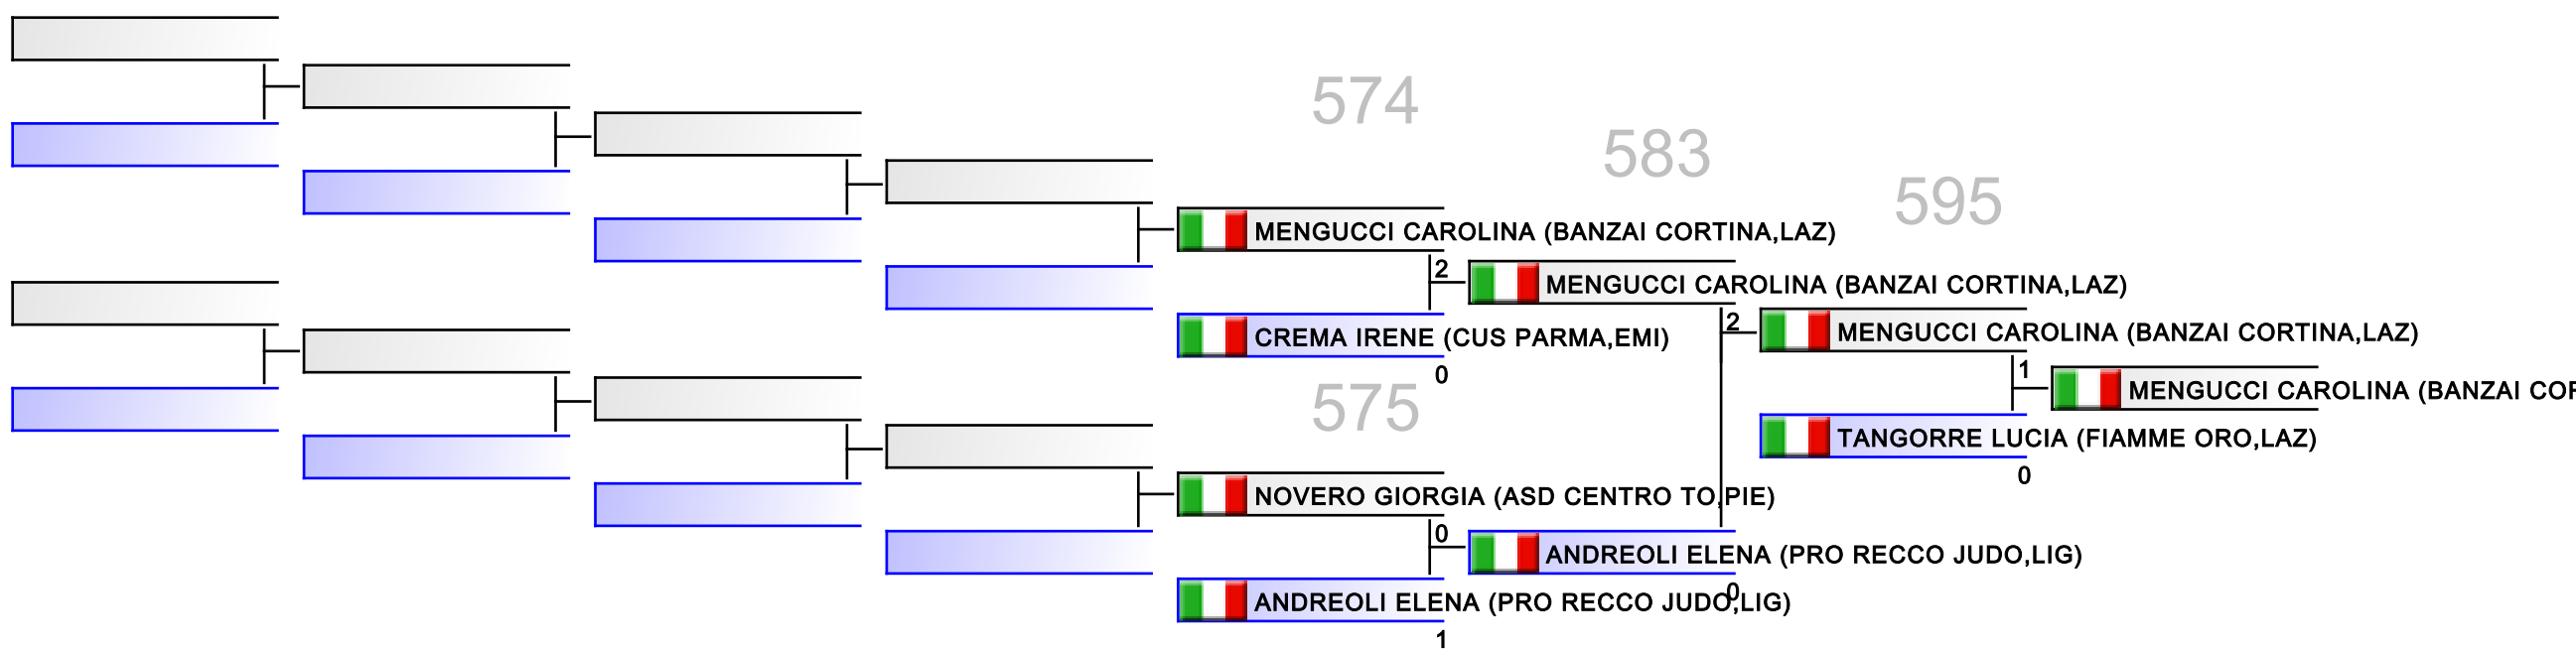 574
583
595
MENGUCCI CAROLINA (BANZAI CORTINA,LAZ)
2
MENGUCCI CAROLINA (BANZAI CORTINA,LAZ)
2
MENGUCCI CAROLINA (BANZAI CORTINA,LAZ)
CREMA IRENE (CUS PARMA,EMI)
0
1
MENGUCCI CAROLINA (BANZAI COR
575
TANGORRE LUCIA (FIAMME ORO,LAZ)
0
NOVERO GIORGIA (ASD CENTRO TO,PIE)
0
ANDREOLI ELENA (PRO RECCO JUDO,LIG)
0
ANDREOLI ELENA (PRO RECCO JUDO,LIG)
1